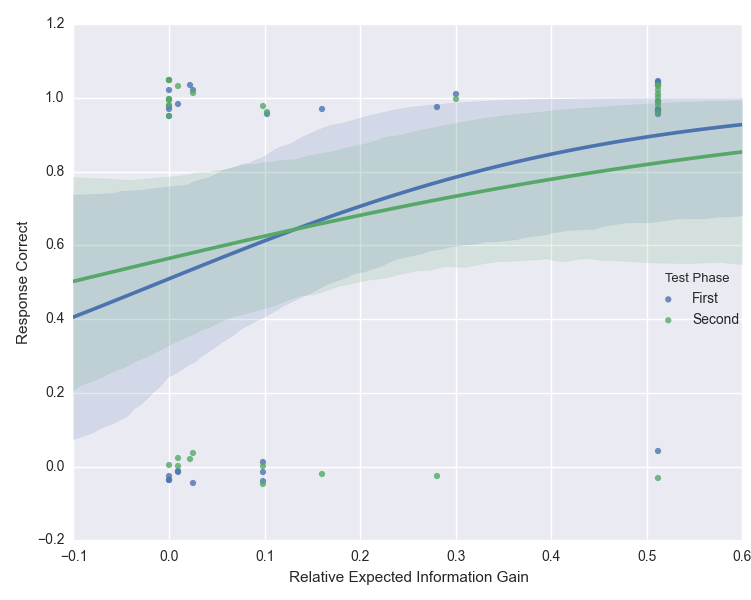 1.2
1.0
0.8
0.6
0.4
0.2
0.0
−0.2
Response Correct
Test Phase
First
Second
−0.1 0.0 0.1 0.2 0.3 0.4 0.5 0.6
Relative Expected Information Gain